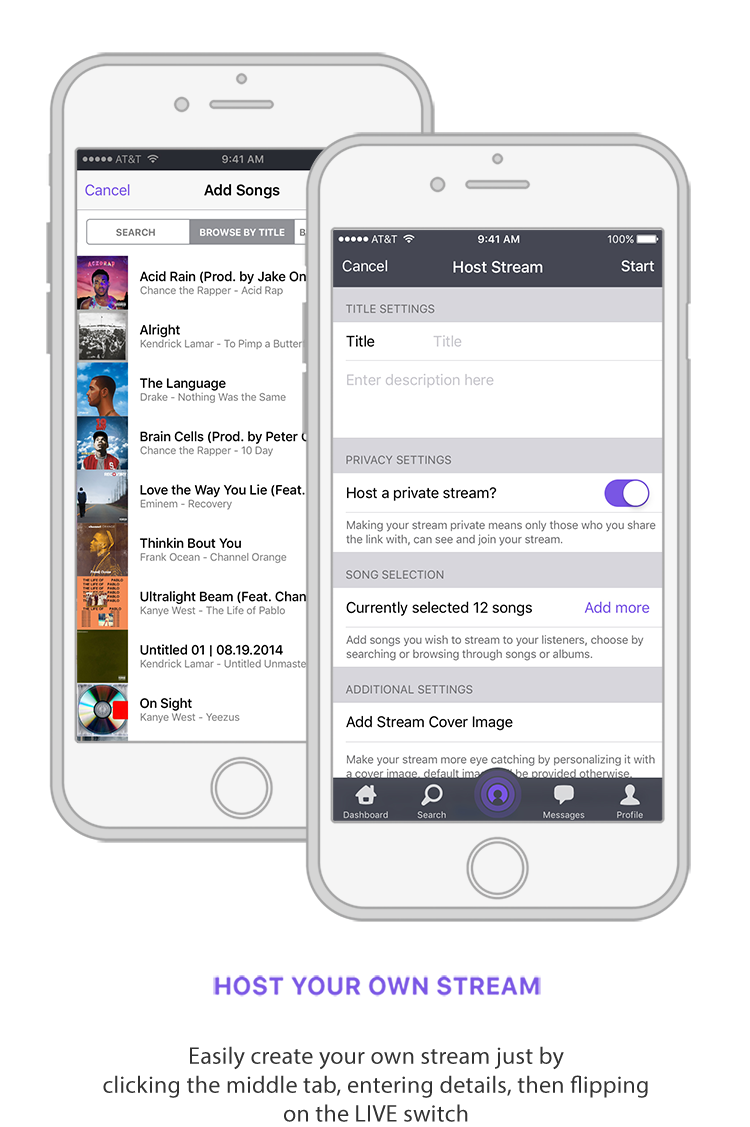 AT&T 9:41 AM
Cancel Add Songs
SEARCH BROWSE BY TITLE B
Acid Rain (Prod. by Jake On
Chance the Rapper - Acid Rap
Alright
Kendrick Lamar - To Pimp a Butter
The Language
Drake - Nothing Was the Same
Brain Cells (Prod. by Peter C
Chance the Rapper - 10 Day
Love the Way You Lie (Feat.
Eminem - Recovery
Thinkin Bout You
Frank Ocean - Channel Orange
Ultralight Beam (Feat. Chan
Kanye West - The Life of Pablo
Untitled 01 | 08.19.2014
Kendrick Lamar - Untitled Unmaste
On Sight
Kanye West - Yeezus
AT&T 9:41 AM 100%
Cancel Host Stream Start
TITLE SETTINGS
Title Title
Enter description here
PRIVACY SETTINGS
Host a private stream?
Making your stream private means only those who you share
the link with, can see and join your stream.
SONG SELECTION
Currently selected 12 songs Add more
Add songs you wish to stream to your listeners, choose by
searching or browsing through songs or albums.
ADDITIONAL SETTINGS
Add Stream Cover Image
Make your stream more eye catching by personalizing it with
a cover image, default be provided otherwise.
Dashboard Search Messages Profile
HOST YOUR OWN STREAM
Easily create your own stream just by
clicking the middle tab, entering details, then flipping
on the LIVE switch